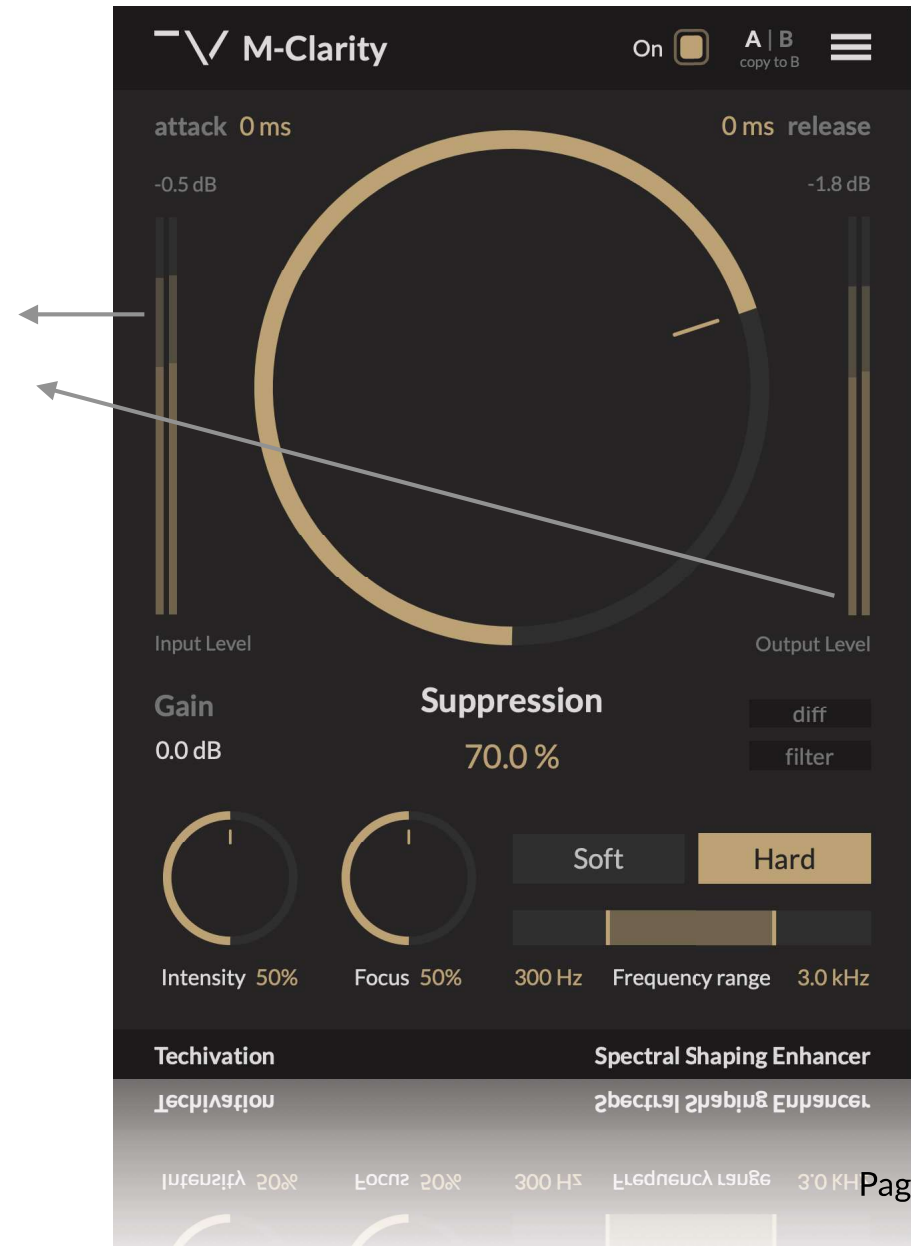 M-Clarity On A | B
copy to B
attack 0 ms 0 ms release
-0.5 dB -1.8 dB
Input Level Output Level
Gain Suppression diff
0.0 dB 70.0 % filter
Soft Hard
Intensity 50% Focus 50% 300 Hz Frequency range 3.0 kHz
Techivation Spectral Shaping Enhancer
Techivation Spectral Shaping Enhancer
Intensity 50% Focus 50% 300 Hz Frequency range 3.0 kH Pag